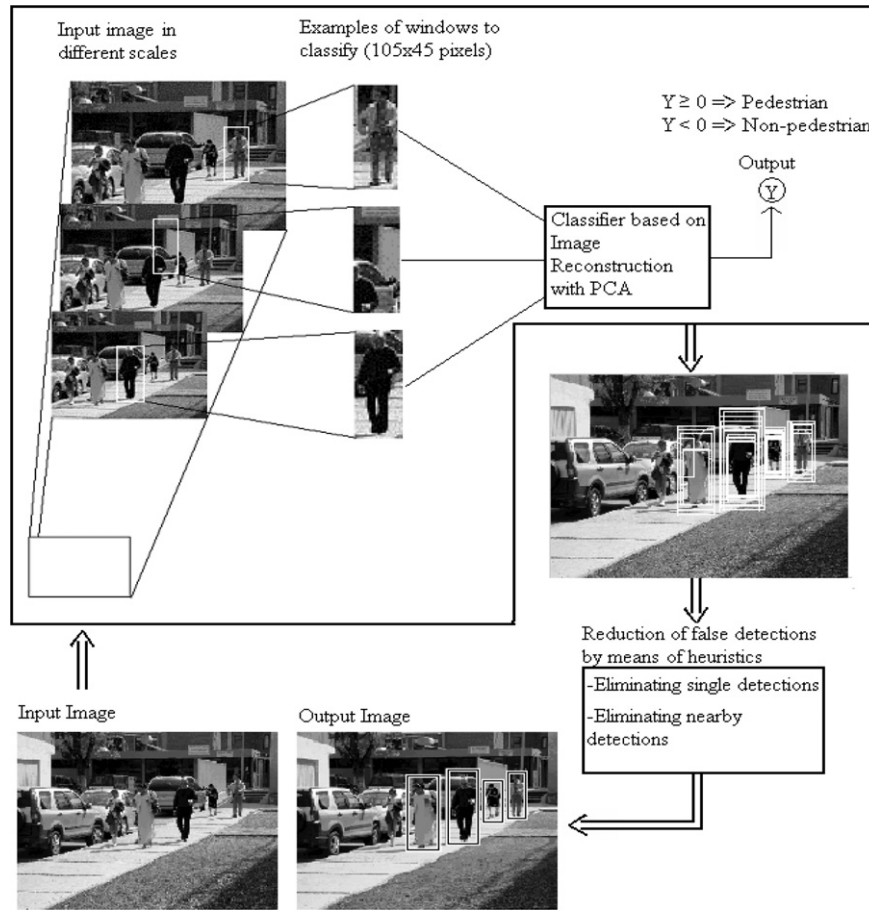 Input image in
different scales
Examples of windows to
classify (105x45 pixels)
Y ≥ 0 => Pedestrian
Y < 0 => Non-pedestrian
Output
Y
Classifier based on
Image
Reconstruction
with PCA
Reduction of false detections
by means of heuristics
-Eliminating single detections
-Eliminating nearby
detections
Input Image
Output Image